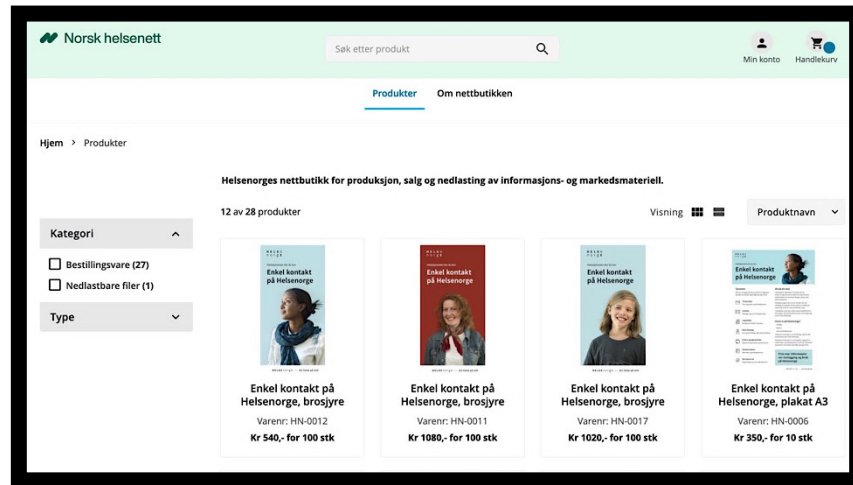 Norsk helsenett
Søk etter produkt
Min konto
Handlekurv
Produkter
Om nettbutikken
Hjem > Produkter
Helsenorges nettbutikk for produksjon, salg og nedlasting av informasjons- og markedsmateriell.
12 av 28 produkter
Visning
Produktnavn
Kategori
Bestillingsvare (27)
Nedlastbare filer (1)
Type
Enkel kontakt
på Helsenorge
Enkel kontakt på
Helsenorge, brosjyre
Varenr: HN-0012
Kr 540,- for 100 stk
Enkel kontakt
på Helsenorge
Enkel kontakt på
Helsenorge, brosjyre
Varenr: HN-0011
Kr 1080,- for 100 stk
Enkel kontakt
på Helsenorge
Enkel kontakt på
Helsenorge, brosjyre
Varenr: HN-0017
Kr 1020,- for 100 stk
Enkel kontakt
på Helsenorge
Enkel kontakt på
Helsenorge, plakat A3
Varenr: HN-0006
Kr 350,- for 10 stk